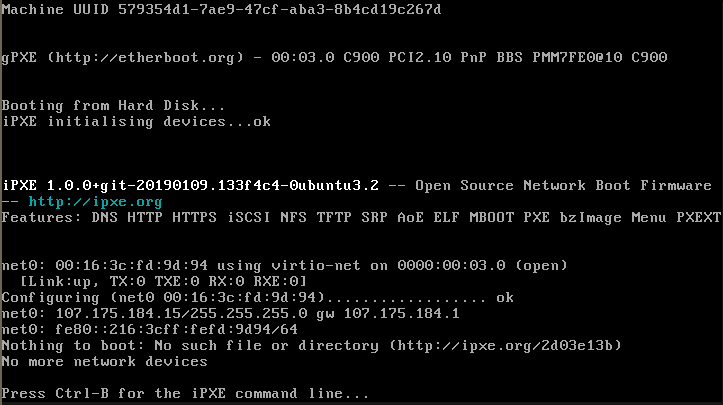 Machine UUID 579354d1-7ae9-47cf-aba3-8b4cd19c267d
gPXE (http://etherboot.org) - 00:03.0 C900 PCI2.10 PnP BBS PMM7FE0@10 C900
Booting from Hard Disk...
iPXE initialising devices...ok
iPXE 1.0.0+git-20190109.133f4c4-0ubuntu3.2 -- Open Source Network Boot Firmware
-- http://ipxe.org
Features: DNS HTTP HTTPS iSCSI NFS TFTP SRP AoE ELF MBOOT PXE bzImage Menu PXEXT
net0: 00:16:3c:fd:9d:94 using virtio-net on 0000:00:03.0 (open)
[Link:up, TX:0 TXE:0 RX:0 RXE:0]
Configuring (net0 00:16:3c:fd:9d:94)................. ok
net0: 107.175.184.15/255.255.255.0 gw 107.175.184.1
net0: fe80::216:3cff:fefd:9d94/64
Nothing to boot: No such file or directory (http://ipxe.org/2d03e13b)
No more network devices
Press Ctrl-B for the iPXE command line...